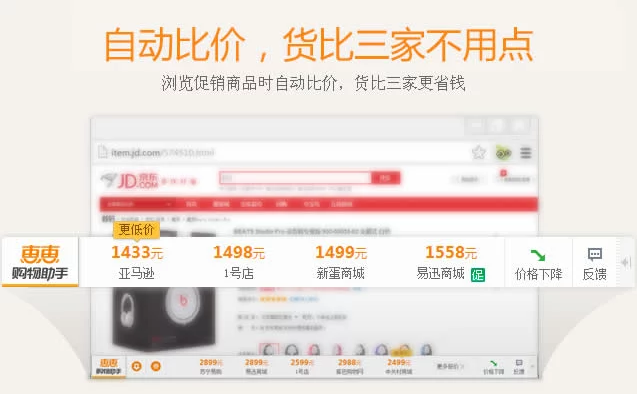 自动比价，货比三家不用点
浏览促销商品时自动比价，货比三家更省钱
item.jd.com/574510.html
JD 京东
.COM
更低价
惠惠
购物助手
1433元
亚马逊
1498元
1号店
1499元
新蛋商城
1558元
易迅商城 促
价格下降
反馈
惠惠
购物助手
2899元
苏宁易购
2899元
易迅商城
2599元
1号店
2988元
2499元
中关村商城
更多报价
价格下降
反馈